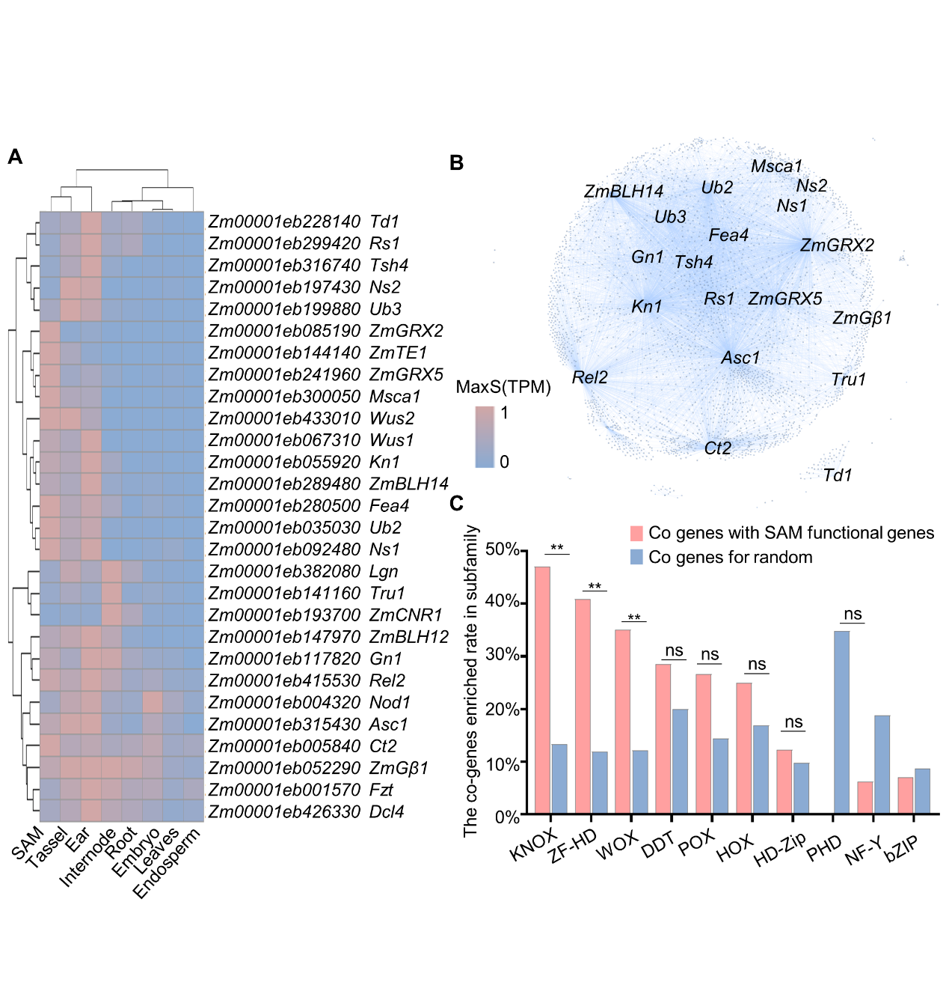 A
Zm00001eb228140 Td1
Zm00001eb299420 Rs1
Zm00001eb316740 Tsh4
Zm00001eb197430 Ns2
Zm00001eb199880 Ub3
Zm00001eb085190 ZmGRX2
Zm00001eb144140 ZmTE1
Zm00001eb241960 ZmGRX5
Zm00001eb300050 Msca1
Zm00001eb433010 Wus2
Zm00001eb067310 Wus1
Zm00001eb055920 Kn1
Zm00001eb289480 ZmBLH14
Zm00001eb280500 Fea4
Zm00001eb035030 Ub2
Zm00001eb092480 Ns1
Zm00001eb382080 Lgn
Zm00001eb141160 Tru1
Zm00001eb193700 ZmCNR1
Zm00001eb147970 ZmBLH12
Zm00001eb117820 Gn1
Zm00001eb415530 Rel2
Zm00001eb004320 Nod1
Zm00001eb315430 Asc1
Zm00001eb005840 Ct2
Zm00001eb052290 ZmGβ1
Zm00001eb001570 Fzt
Zm00001eb426330 Dcl4
SAM
Tassel
Ear
Internode
Root
Embryo
Leaves
Endosperm
MaxS(TPM)
1
0
B
Msca1
ZmBLH14
Ub2
Ns2
Ns1
Ub3
Fea4
ZmGRX2
Gn1
Tsh4
Kn1
Rs1
ZmGRX5
ZmGβ1
Asc1
Rel2
Tru1
Ct2
Td1
C
Co genes with SAM functional genes
Co genes for random
The co-genes enriched rate in subfamily
50%
40%
30%
20%
10%
0%
**
**
**
ns
ns
ns
ns
ns
KNOX
ZF-HD
WOX
DDT
POX
HOX
HD-Zip
PHD
NF-Y
bZIP